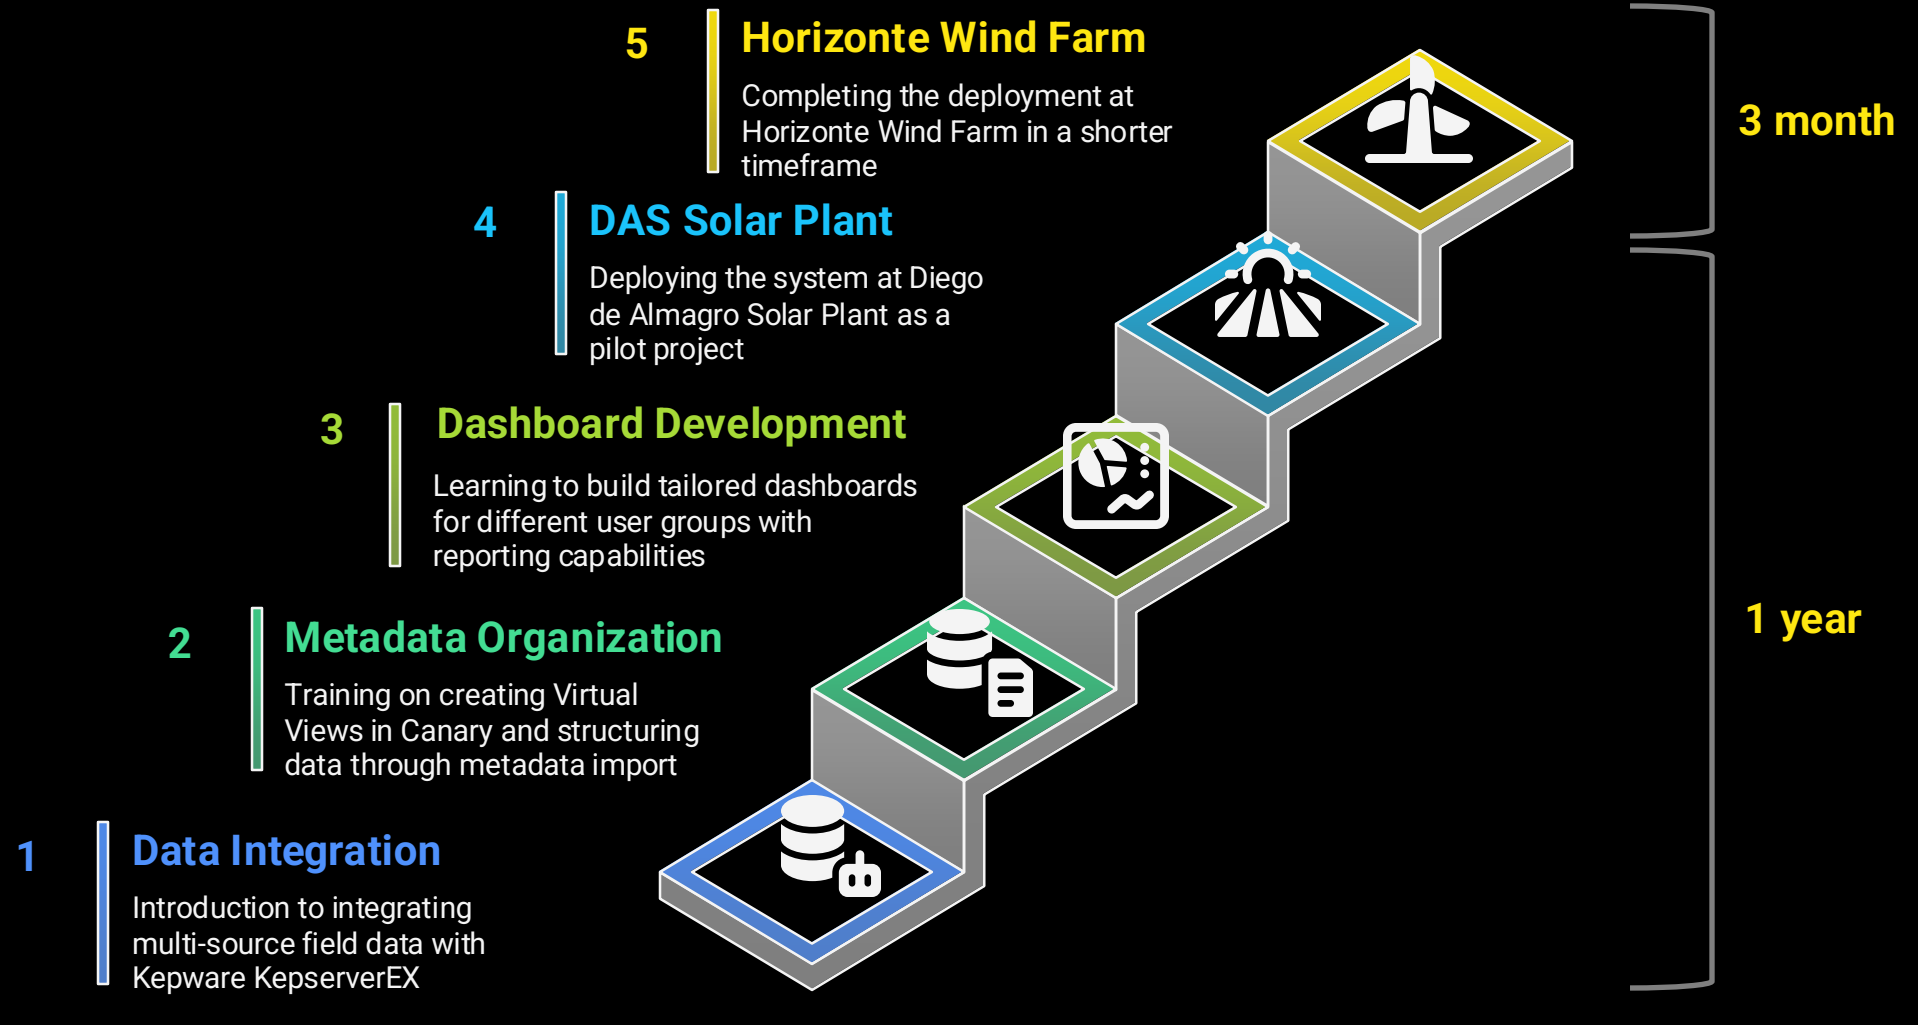 5
Horizonte Wind Farm
Completing the deployment at
Horizonte Wind Farm in a shorter
timeframe
3 month
4
DAS Solar Plant
Deploying the system at Diego
de Almagro Solar Plant as a
pilot project
3
Dashboard Development
Learning to build tailored dashboards
for different user groups with
reporting capabilities
1 year
2
Metadata Organization
Training on creating Virtual
Views in Canary and structuring
data through metadata import
1
Data Integration
Introduction to integrating
multi-source field data with
Kepware KepserverEX